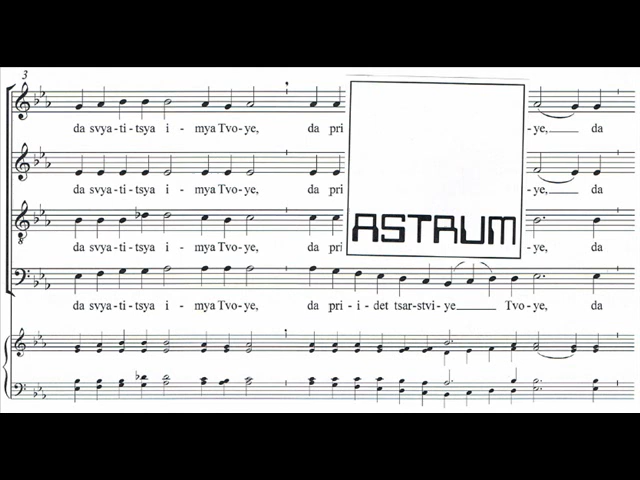 3
da svya-ti-tsya i - mya Tvo-ye, da pri -ye, da
da svya-ti-tsya i - mya Tvo-ye, da pri -ye, da
ASTRUM
da svya-ti-tsya i - mya Tvo-ye, da pri -ye, da
da svya-ti-tsya i - mya Tvo-ye, da pri-i-det tsar-stvi-ye Tvo-ye, da